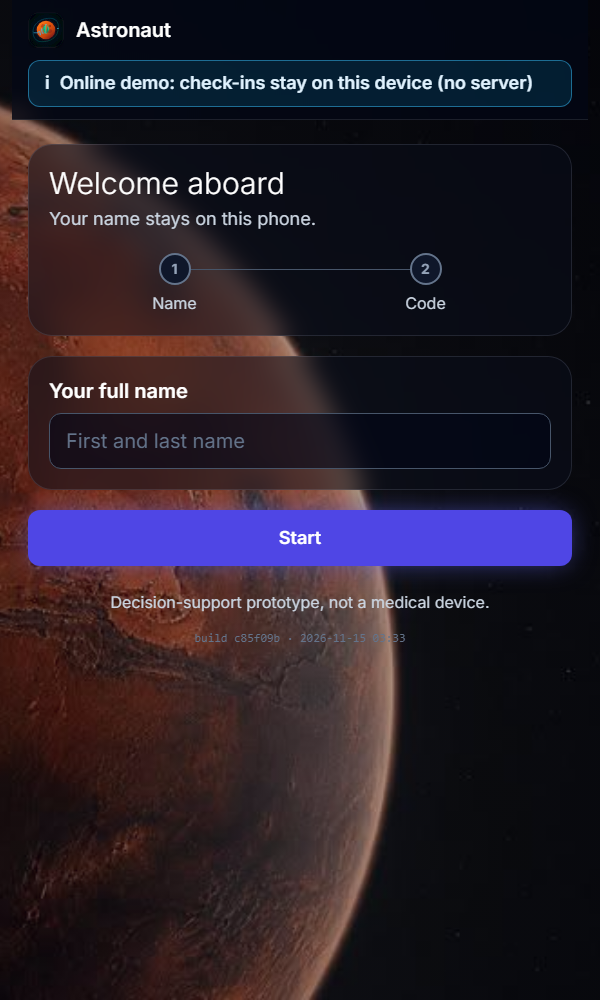 Astronaut
i Online demo: check-ins stay on this device (no server)
Welcome aboard
Your name stays on this phone.
1 2
Name Code
Your full name
First and last name
Start
Decision-support prototype, not a medical device.
build c85f09b · 2026-11-15